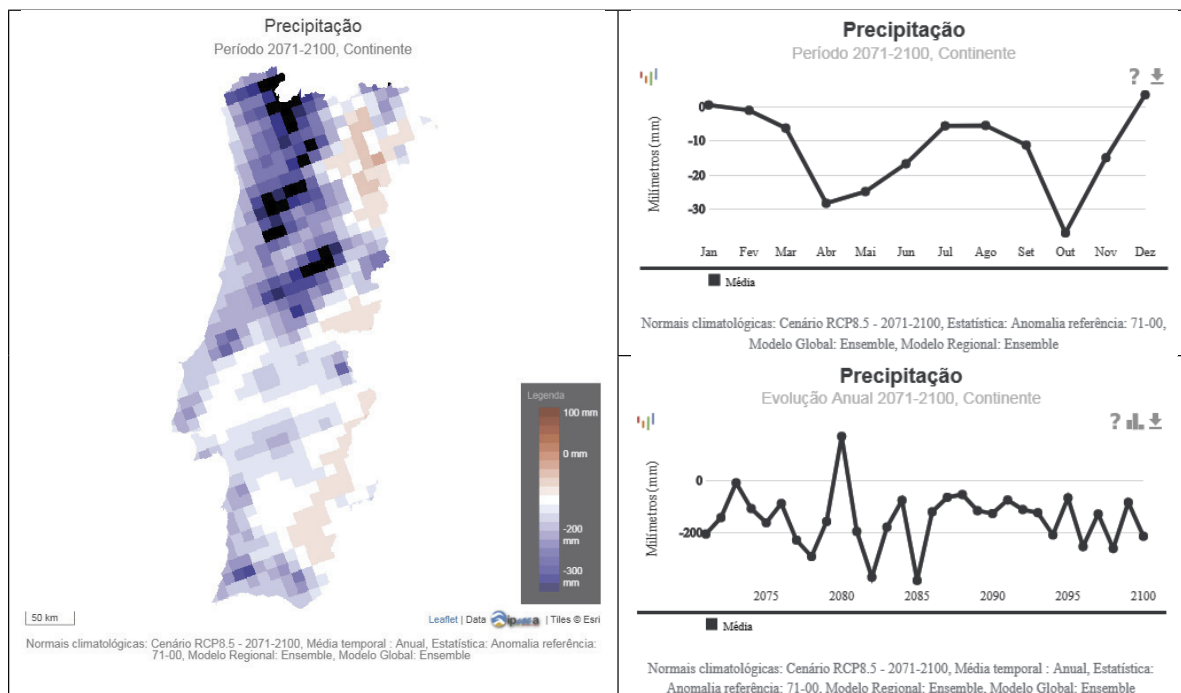 Precipitação
Período 2071-2100, Continente
Legenda
100 mm
0 mm
-200
mm
-300
mm
50 km
Leaflet | Data ipma | Tiles © Esri
Normais climatológicas: Cenário RCP8.5 - 2071-2100, Média temporal : Anual, Estatística: Anomalia referência:
71-00, Modelo Regional: Ensemble, Modelo Global: Ensemble
Precipitação
Período 2071-2100, Continente
?
Milímetros (mm)
0
-10
-20
-30
Jan Fev Mar Abr Mai Jun Jul Ago Set Out Nov Dez
Média
Normais climatológicas: Cenário RCP8.5 - 2071-2100, Estatística: Anomalia referência: 71-00,
Modelo Global: Ensemble, Modelo Regional: Ensemble
Precipitação
Evolução Anual 2071-2100, Continente
?
Milímetros (mm)
0
-200
2075 2080 2085 2090 2095 2100
Média
Normais climatológicas: Cenário RCP8.5 - 2071-2100, Média temporal : Anual, Estatística:
Anomalia referência: 71-00, Modelo Regional: Ensemble, Modelo Global: Ensemble